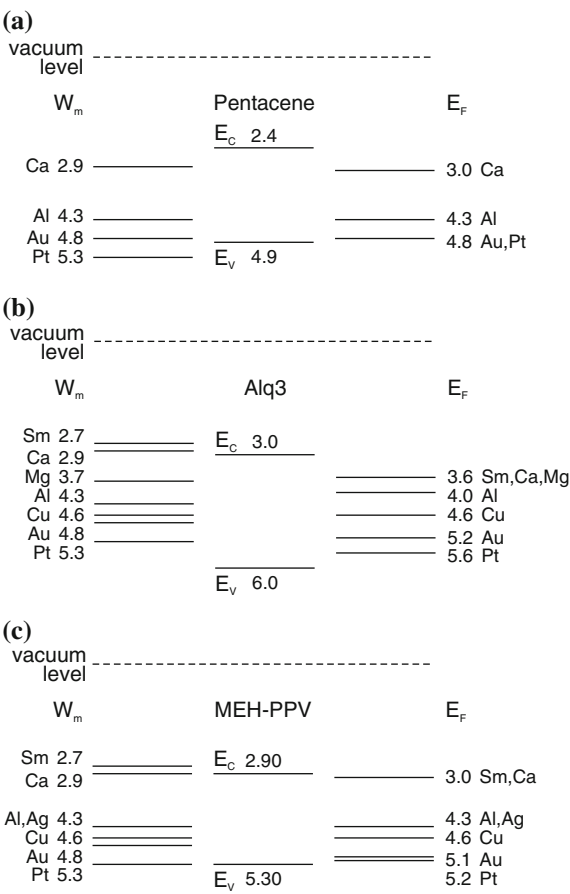 (a)
vacuum
level
W_m Pentacene E_F
E_C 2.4
Ca 2.9 3.0 Ca
Al 4.3 4.3 Al
Au 4.8 4.8 Au,Pt
Pt 5.3 E_V 4.9
(b)
vacuum
level
W_m Alq3 E_F
Sm 2.7 E_C 3.0
Ca 2.9
Mg 3.7 3.6 Sm,Ca,Mg
Al 4.3 4.0 Al
Cu 4.6 4.6 Cu
Au 4.8 5.2 Au
Pt 5.3 5.6 Pt
E_V 6.0
(c)
vacuum
level
W_m MEH-PPV E_F
Sm 2.7 E_C 2.90
Ca 2.9 3.0 Sm,Ca
Al,Ag 4.3 4.3 Al,Ag
Cu 4.6 4.6 Cu
Au 4.8 5.1 Au
Pt 5.3 E_V 5.30 5.2 Pt